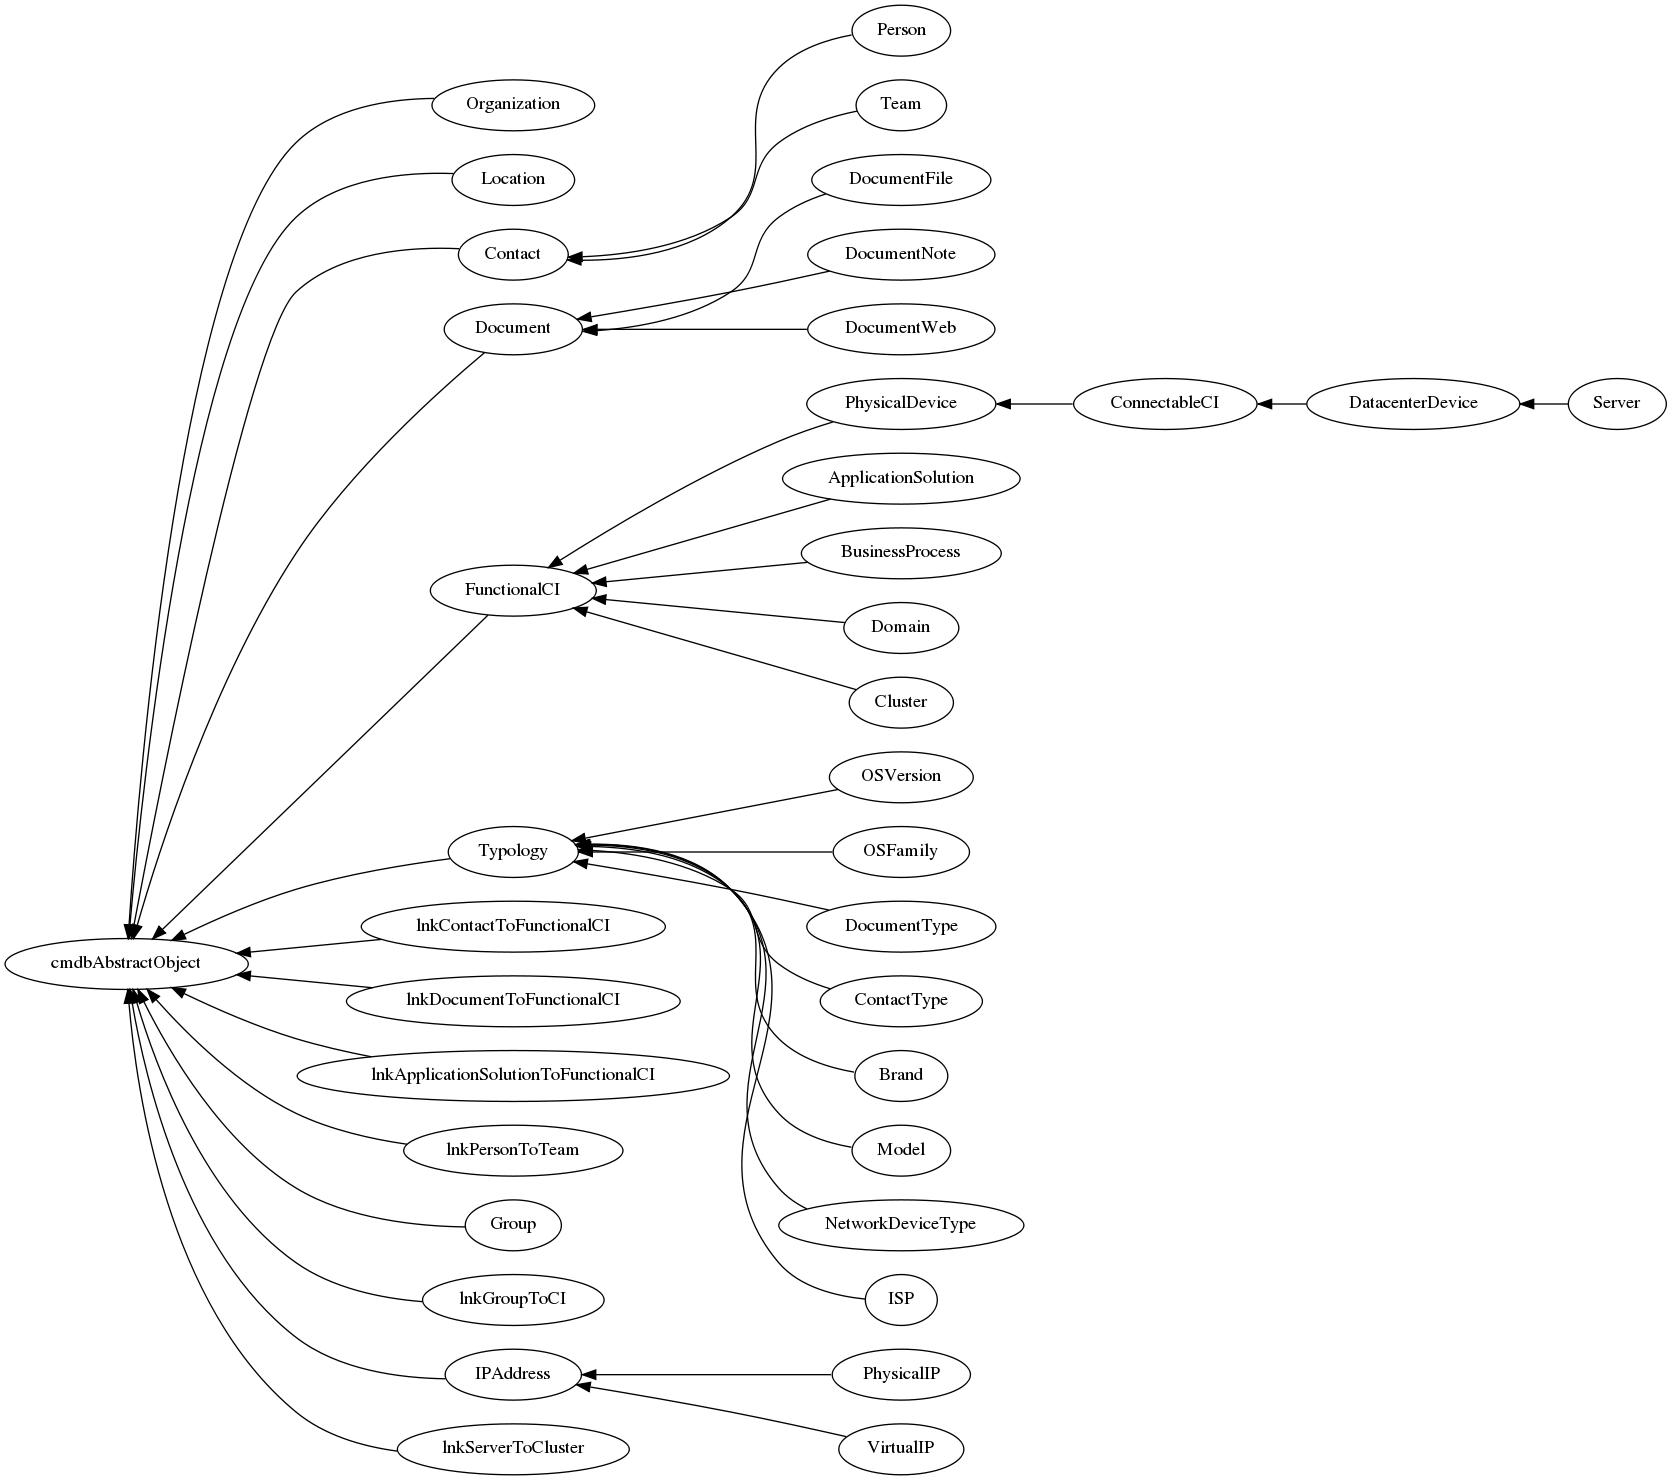 Person
Organization
Team
Location
DocumentFile
Contact
DocumentNote
Document
DocumentWeb
PhysicalDevice
ConnectableCI
DatacenterDevice
Server
ApplicationSolution
BusinessProcess
FunctionalCI
Domain
Cluster
OSVersion
Typology
OSFamily
lnkContactToFunctionalCI
DocumentType
cmdbAbstractObject
lnkDocumentToFunctionalCI
ContactType
lnkApplicationSolutionToFunctionalCI
Brand
lnkPersonToTeam
Model
Group
NetworkDeviceType
lnkGroupToCI
ISP
IPAddress
PhysicalIP
lnkServerToCluster
VirtualIP